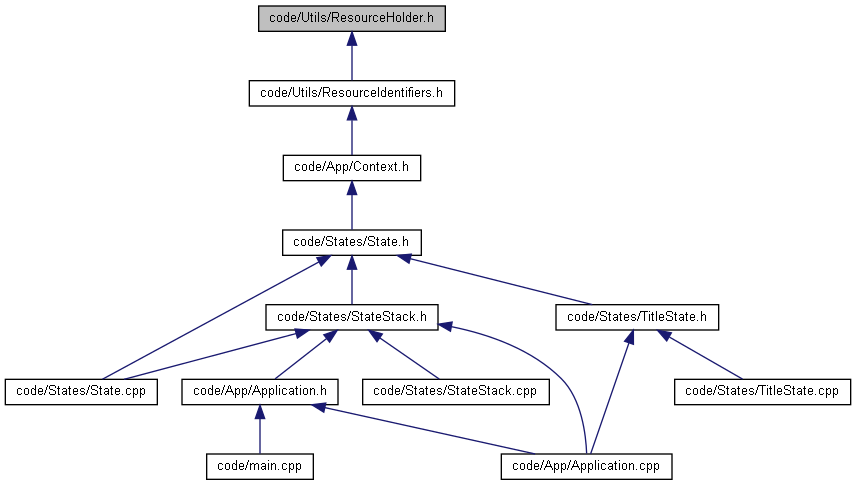 code/Utils/ResourceHolder.h
code/Utils/ResourceIdentifiers.h
code/App/Context.h
code/States/State.h
code/States/StateStack.h
code/States/TitleState.h
code/States/State.cpp
code/App/Application.h
code/States/StateStack.cpp
code/States/TitleState.cpp
code/main.cpp
code/App/Application.cpp